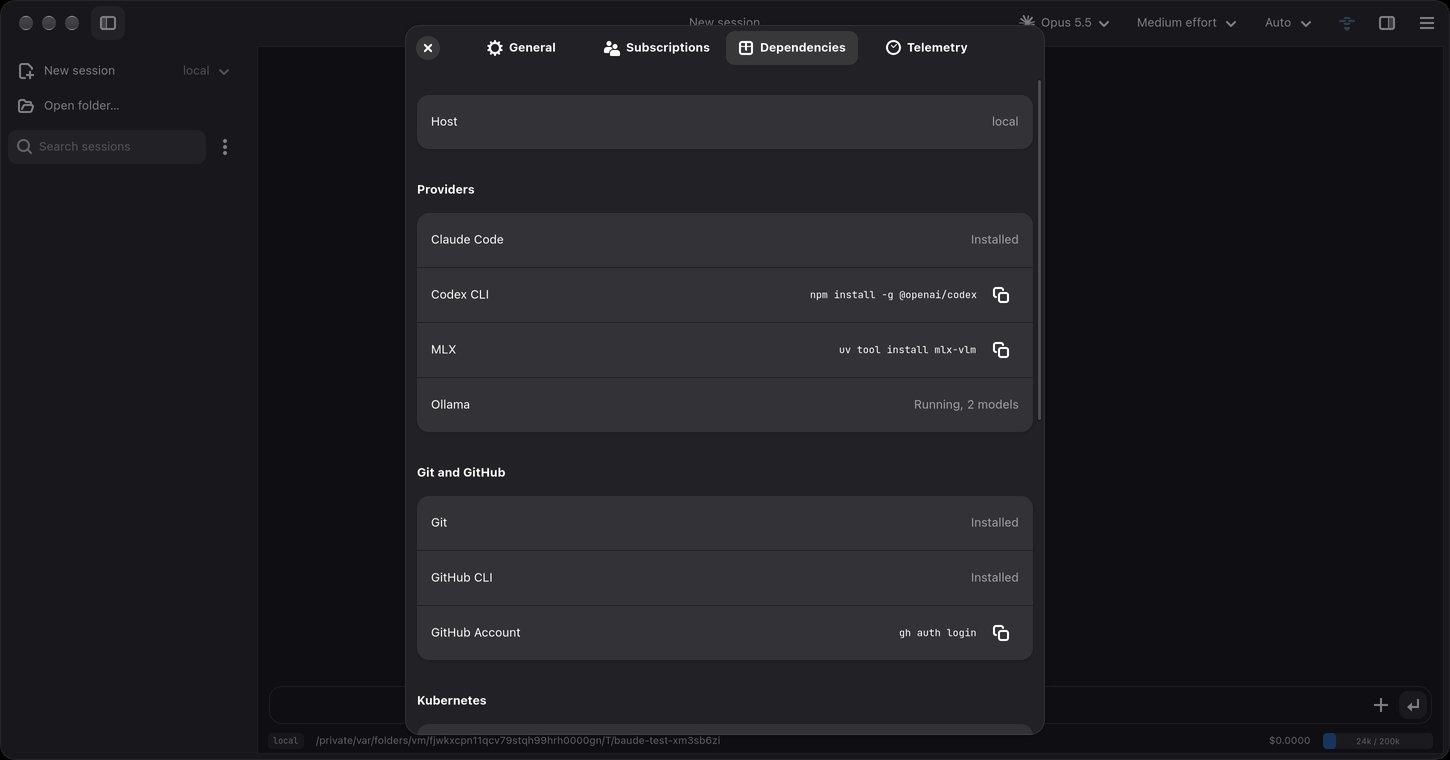 New session
Opus 5.5
Medium effort
Auto
General
Subscriptions
Dependencies
Telemetry
New session
local
Open folder...
Search sessions
Host
local
Providers
Claude Code
Installed
Codex CLI
npm install -g @openai/codex
MLX
uv tool install mlx-vlm
Ollama
Running, 2 models
Git and GitHub
Git
Installed
GitHub CLI
Installed
GitHub Account
gh auth login
Kubernetes
local
/private/var/folders/vm/fjwkxcpn11qcv79stqh99hrh0000gn/T/baude-test-xm3sb6zi
$0.0000
24k / 200k